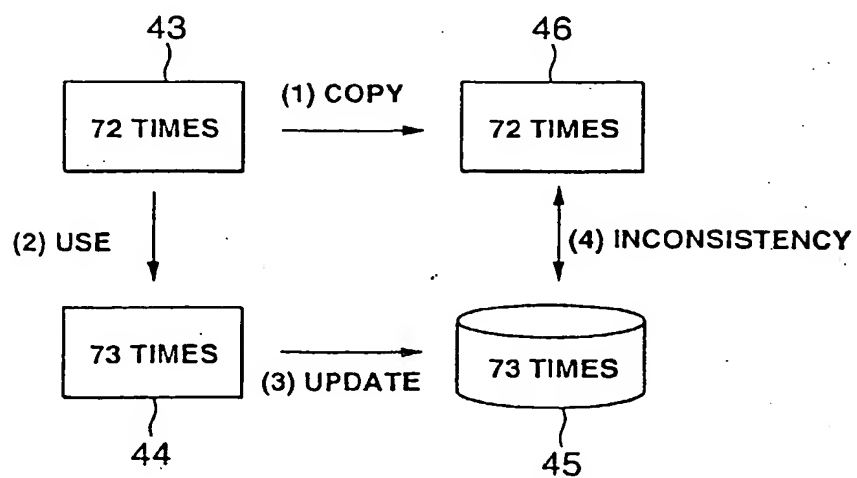 43
46
72 TIMES
(1) COPY
72 TIMES
(2) USE
(4) INCONSISTENCY
73 TIMES
(3) UPDATE
73 TIMES
44
45